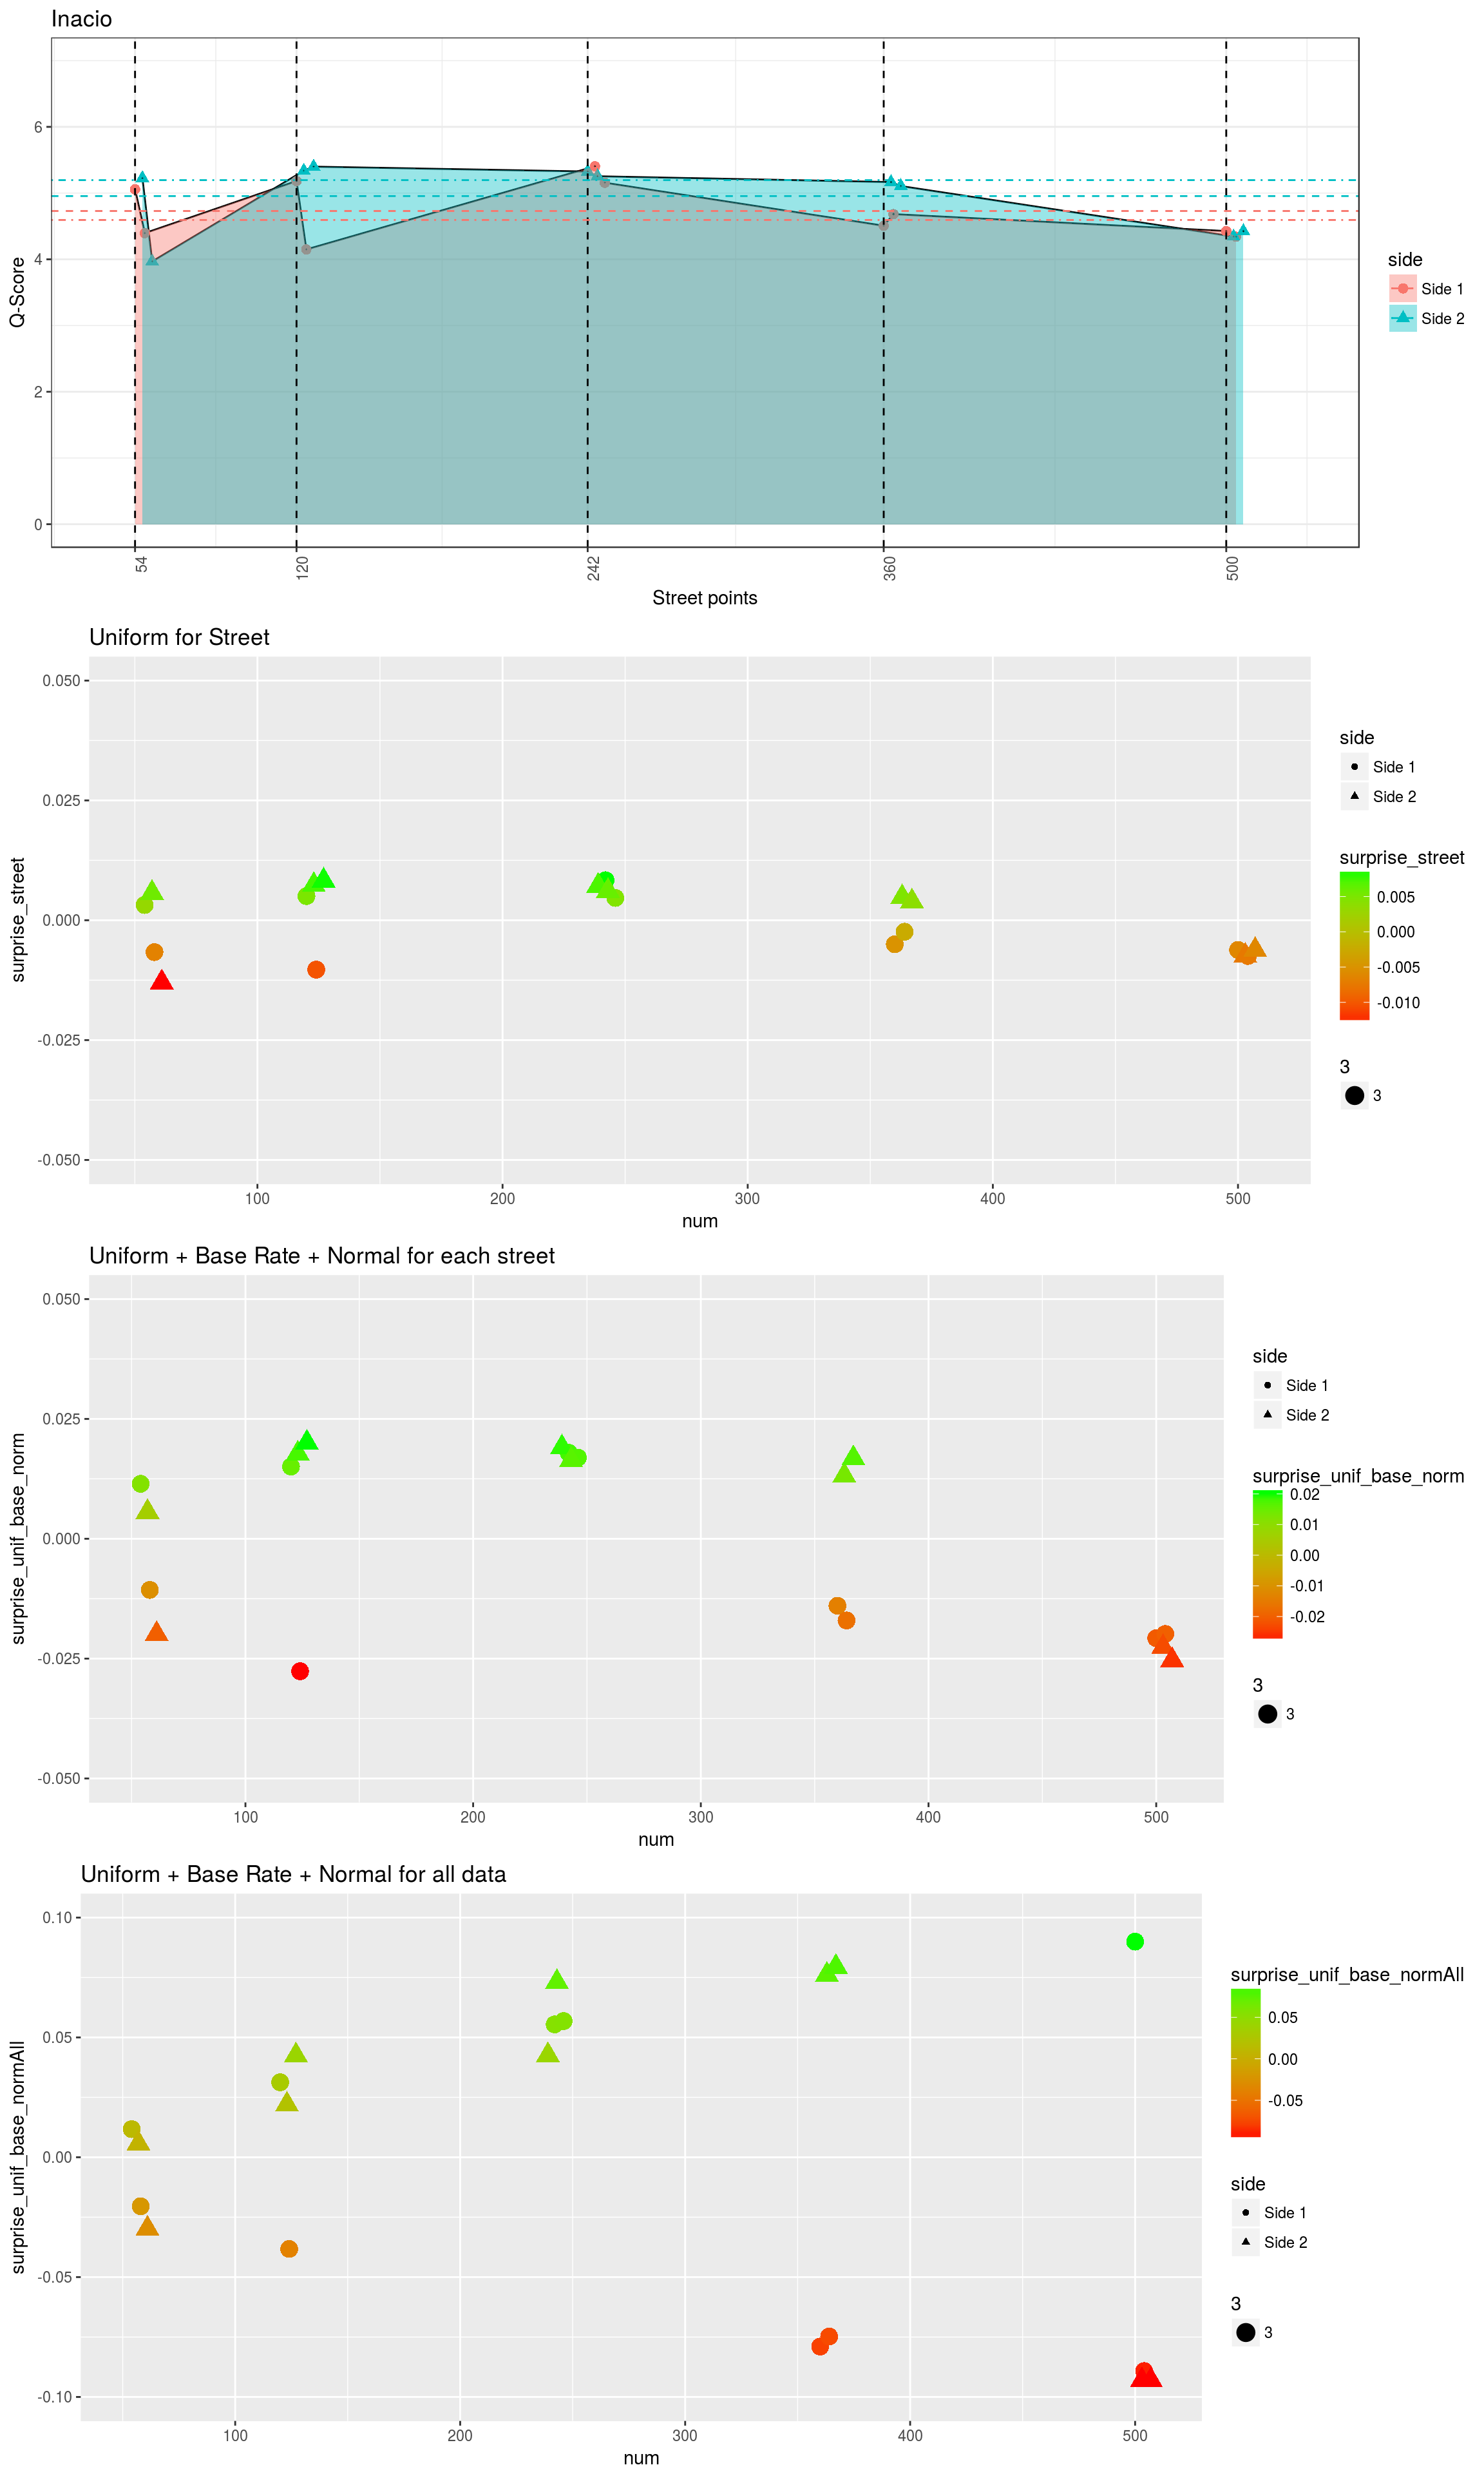 Inacio
6
4
2
0
Q-Score
54
120
242
360
500
Street points
side
Side 1
Side 2
Uniform for Street
0.050
0.025
0.000
-0.025
-0.050
surprise_street
100
200
300
400
500
num
side
Side 1
Side 2
surprise_street
0.005
0.000
-0.005
-0.010
3
3
Uniform + Base Rate + Normal for each street
0.050
0.025
0.000
-0.025
-0.050
surprise_unif_base_norm
100
200
300
400
500
num
side
Side 1
Side 2
surprise_unif_base_norm
0.02
0.01
0.00
-0.01
-0.02
3
3
Uniform + Base Rate + Normal for all data
0.10
0.05
0.00
-0.05
-0.10
surprise_unif_base_normAll
100
200
300
400
500
num
surprise_unif_base_normAll
0.05
0.00
-0.05
side
Side 1
Side 2
3
3